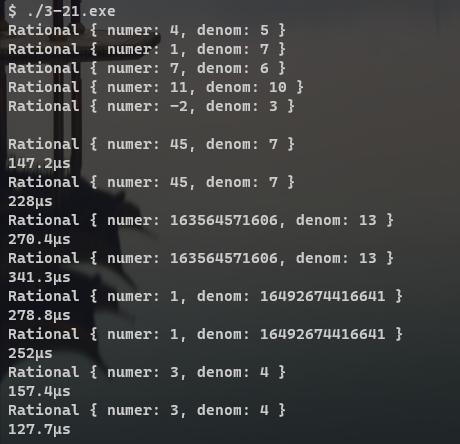 $ ./3-21.exe
Rational { numer: 4, denom: 5 }
Rational { numer: 1, denom: 7 }
Rational { numer: 7, denom: 6 }
Rational { numer: 11, denom: 10 }
Rational { numer: -2, denom: 3 }

Rational { numer: 45, denom: 7 }
147.2µs
Rational { numer: 45, denom: 7 }
228µs
Rational { numer: 163564571606, denom: 13 }
270.4µs
Rational { numer: 163564571606, denom: 13 }
341.3µs
Rational { numer: 1, denom: 16492674416641 }
278.8µs
Rational { numer: 1, denom: 16492674416641 }
252µs
Rational { numer: 3, denom: 4 }
157.4µs
Rational { numer: 3, denom: 4 }
127.7µs